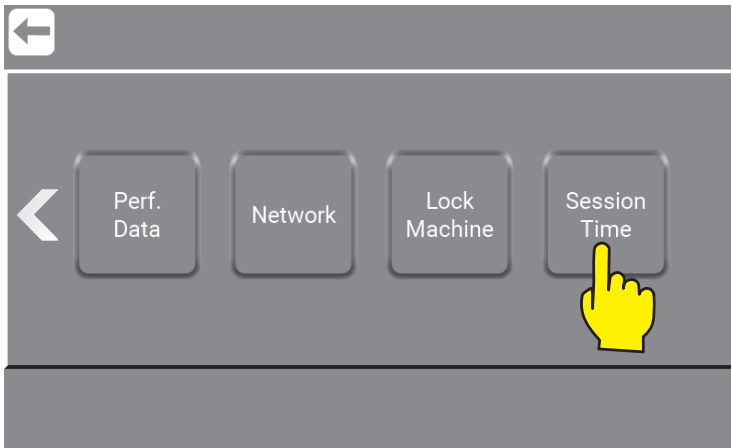 Perf.
Data
Network
Lock
Machine
Session
Time